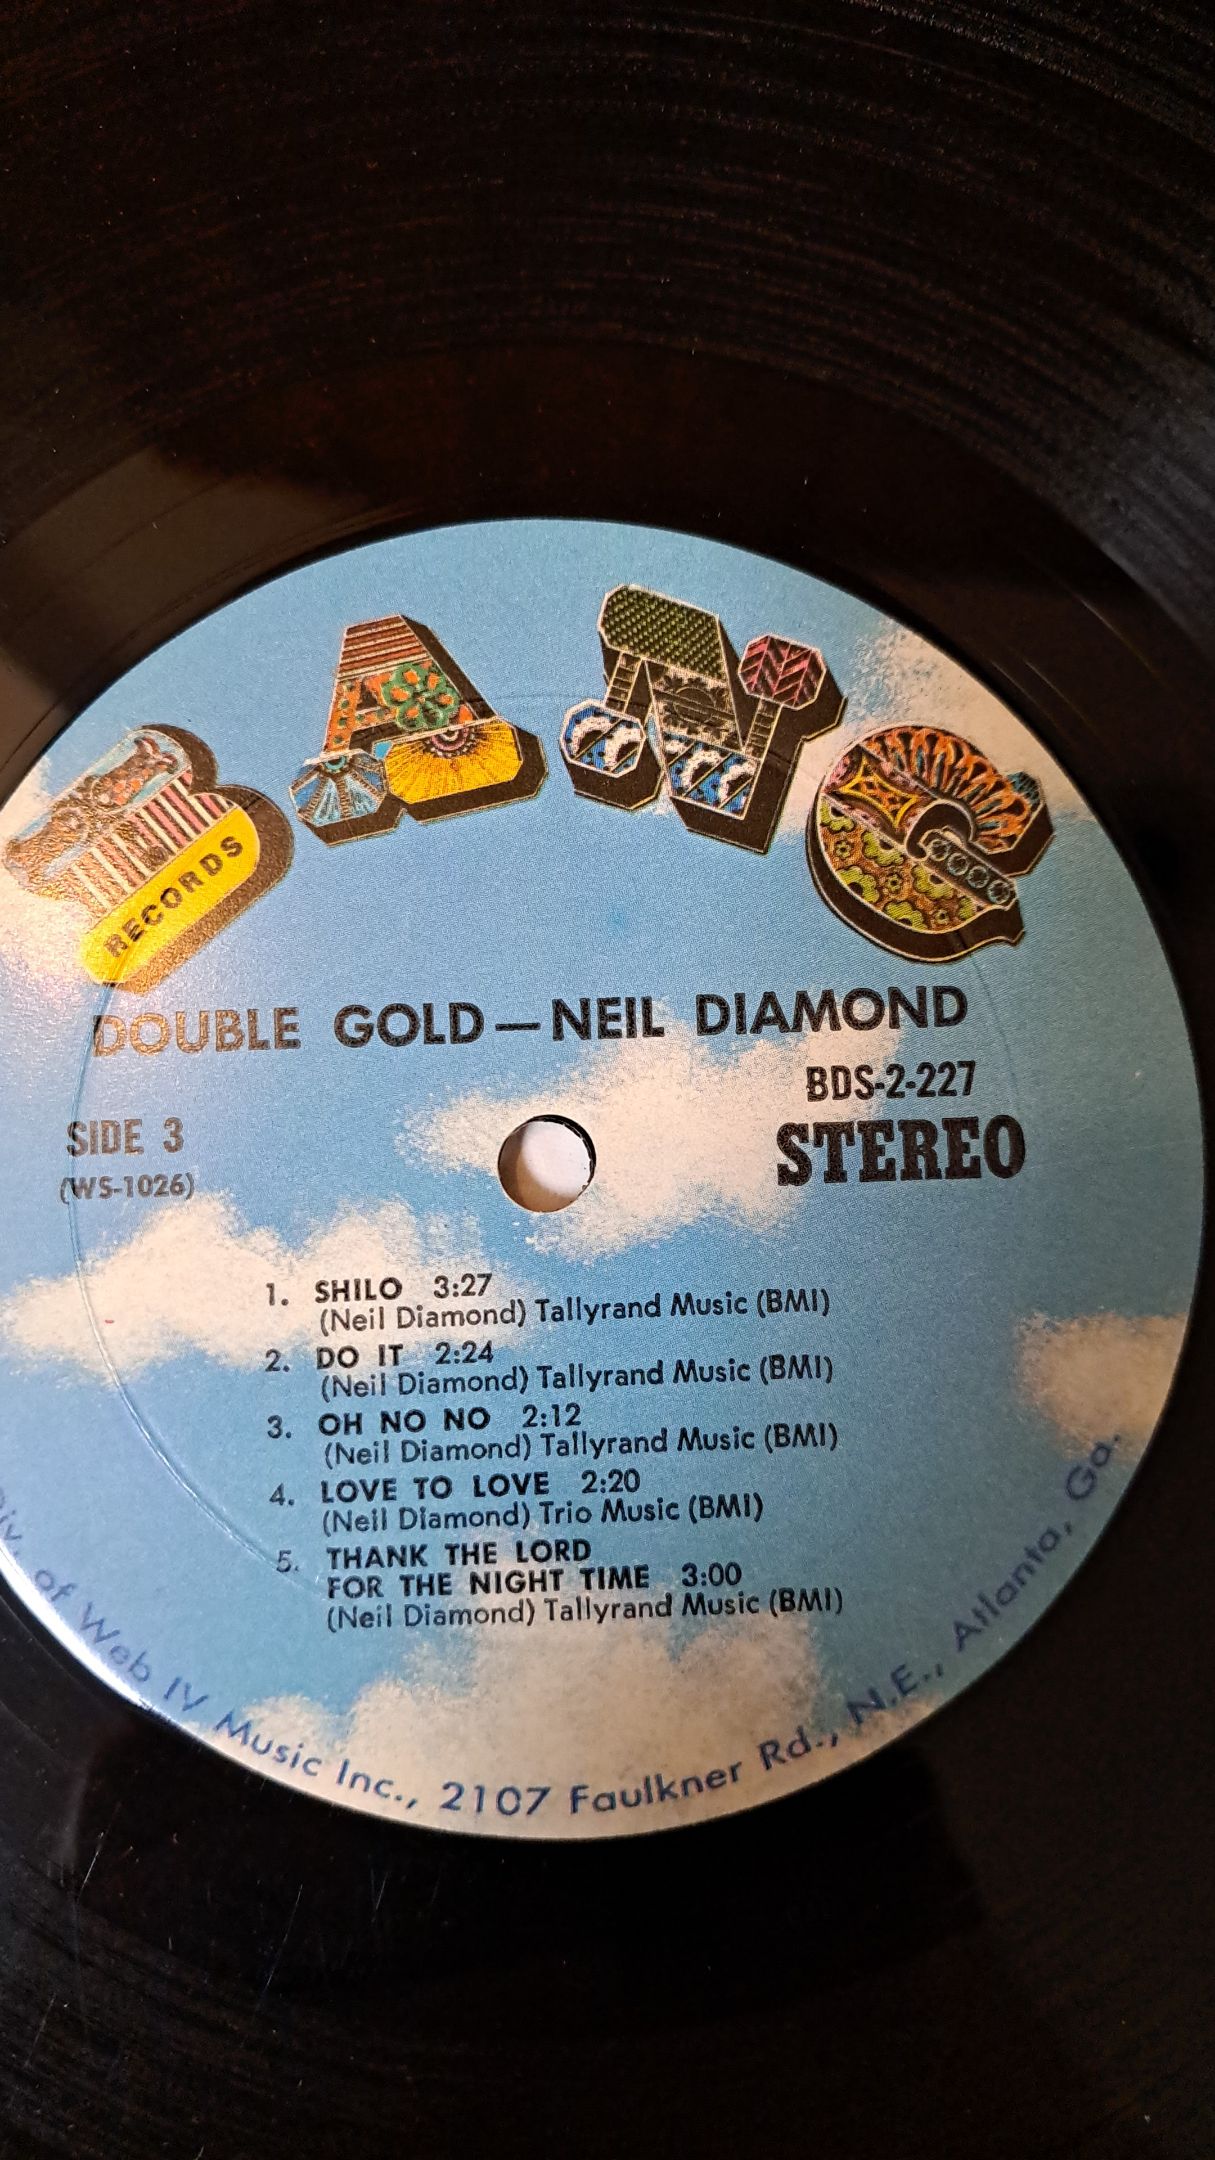 BANG
RECORDS
DOUBLE GOLD—NEIL DIAMOND
BDS-2-227
SIDE 3
STEREO
(WS-1026)
1. SHILO 3:27
(Neil Diamond) Tallyrand Music (BMI)
2. DO IT 2:24
(Neil Diamond) Tallyrand Music (BMI)
3. OH NO NO 2:12
(Neil Diamond) Tallyrand Music (BMI)
4. LOVE TO LOVE 2:20
(Neil Diamond) Trio Music (BMI)
5. THANK THE LORD
FOR THE NIGHT TIME 3:00
(Neil Diamond) Tallyrand Music (BMI)
Div. of Web IV Music Inc., 2107 Faulkner Rd., N.E., Atlanta, Ga.